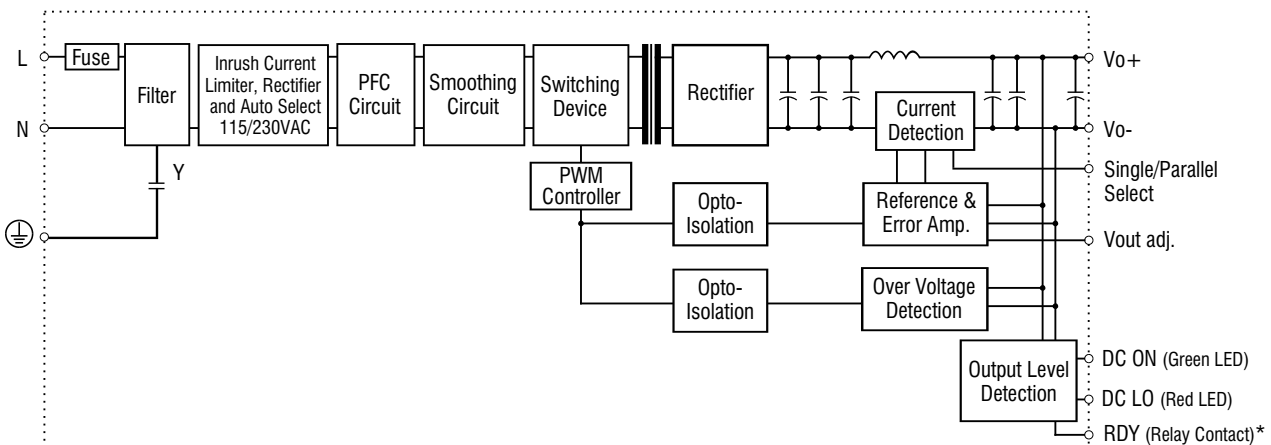 L
Fuse
Filter
Inrush Current
Limiter, Rectifier
and Auto Select
115/230VAC
PFC
Circuit
Smoothing
Circuit
Switching
Device
Rectifier
Current
Detection
Vo+
N
Vo-
Y
PWM
Controller
Opto-
Isolation
Reference &
Error Amp.
Single/Parallel
Select
Vout adj.
Opto-
Isolation
Over Voltage
Detection
Output Level
Detection
DC ON (Green LED)
DC LO (Red LED)
RDY (Relay Contact)*